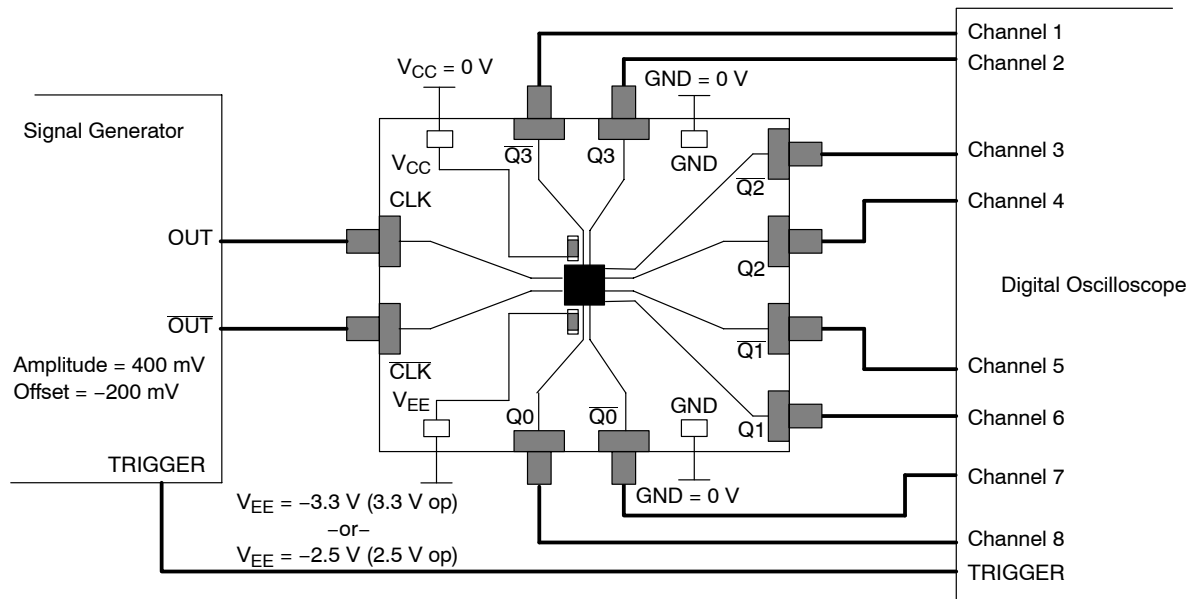 Channel 1
Channel 2
V_CC = 0 V
GND = 0 V
Signal Generator
Q̅3̅
Q3
GND
Channel 3
V_CC
Q̅2̅
CLK
Channel 4
OUT
Q2
Digital Oscilloscope
O̅U̅T̅
Q̅1̅
Amplitude = 400 mV
Offset = −200 mV
C̅L̅K̅
Channel 5
V_EE
Q0
Q̅0̅
GND
Q1
Channel 6
TRIGGER
Channel 7
V_EE = −3.3 V (3.3 V op)
−or−
V_EE = −2.5 V (2.5 V op)
GND = 0 V
Channel 8
TRIGGER